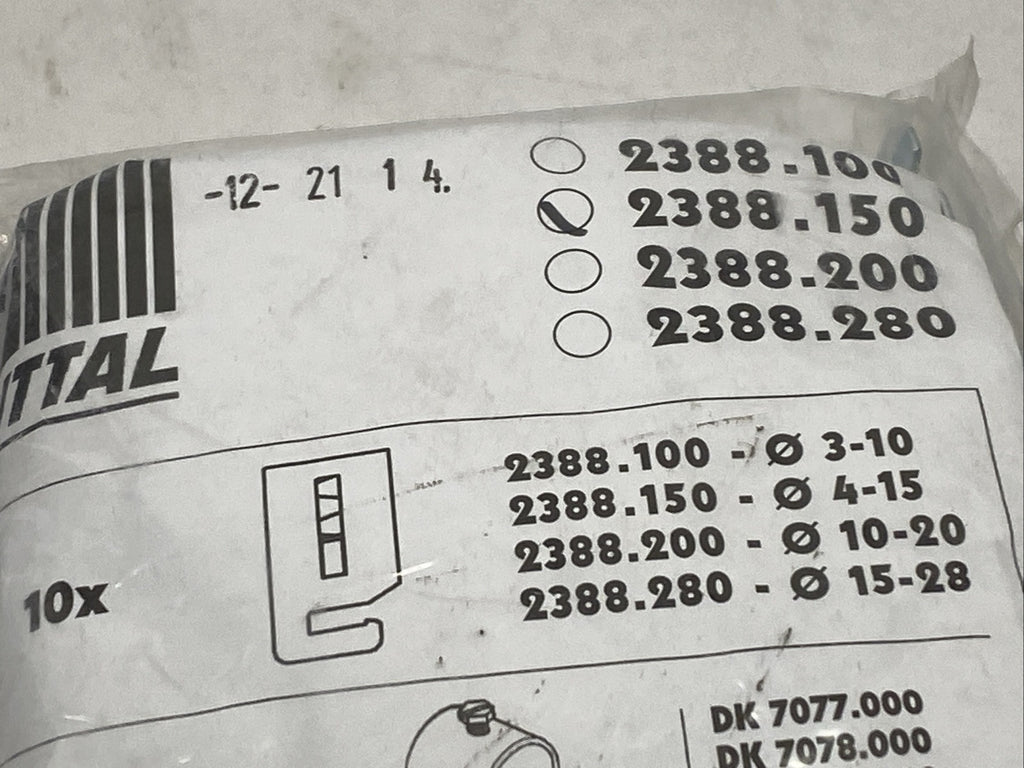 -12- 21 1 4.
2388.100
2388.150
2388.200
2388.280
ITTAL
2388.100 - Ø 3-10
2388.150 - Ø 4-15
2388.200 - Ø 10-20
2388.280 - Ø 15-28
10x
DK 7077.000
DK 7078.000